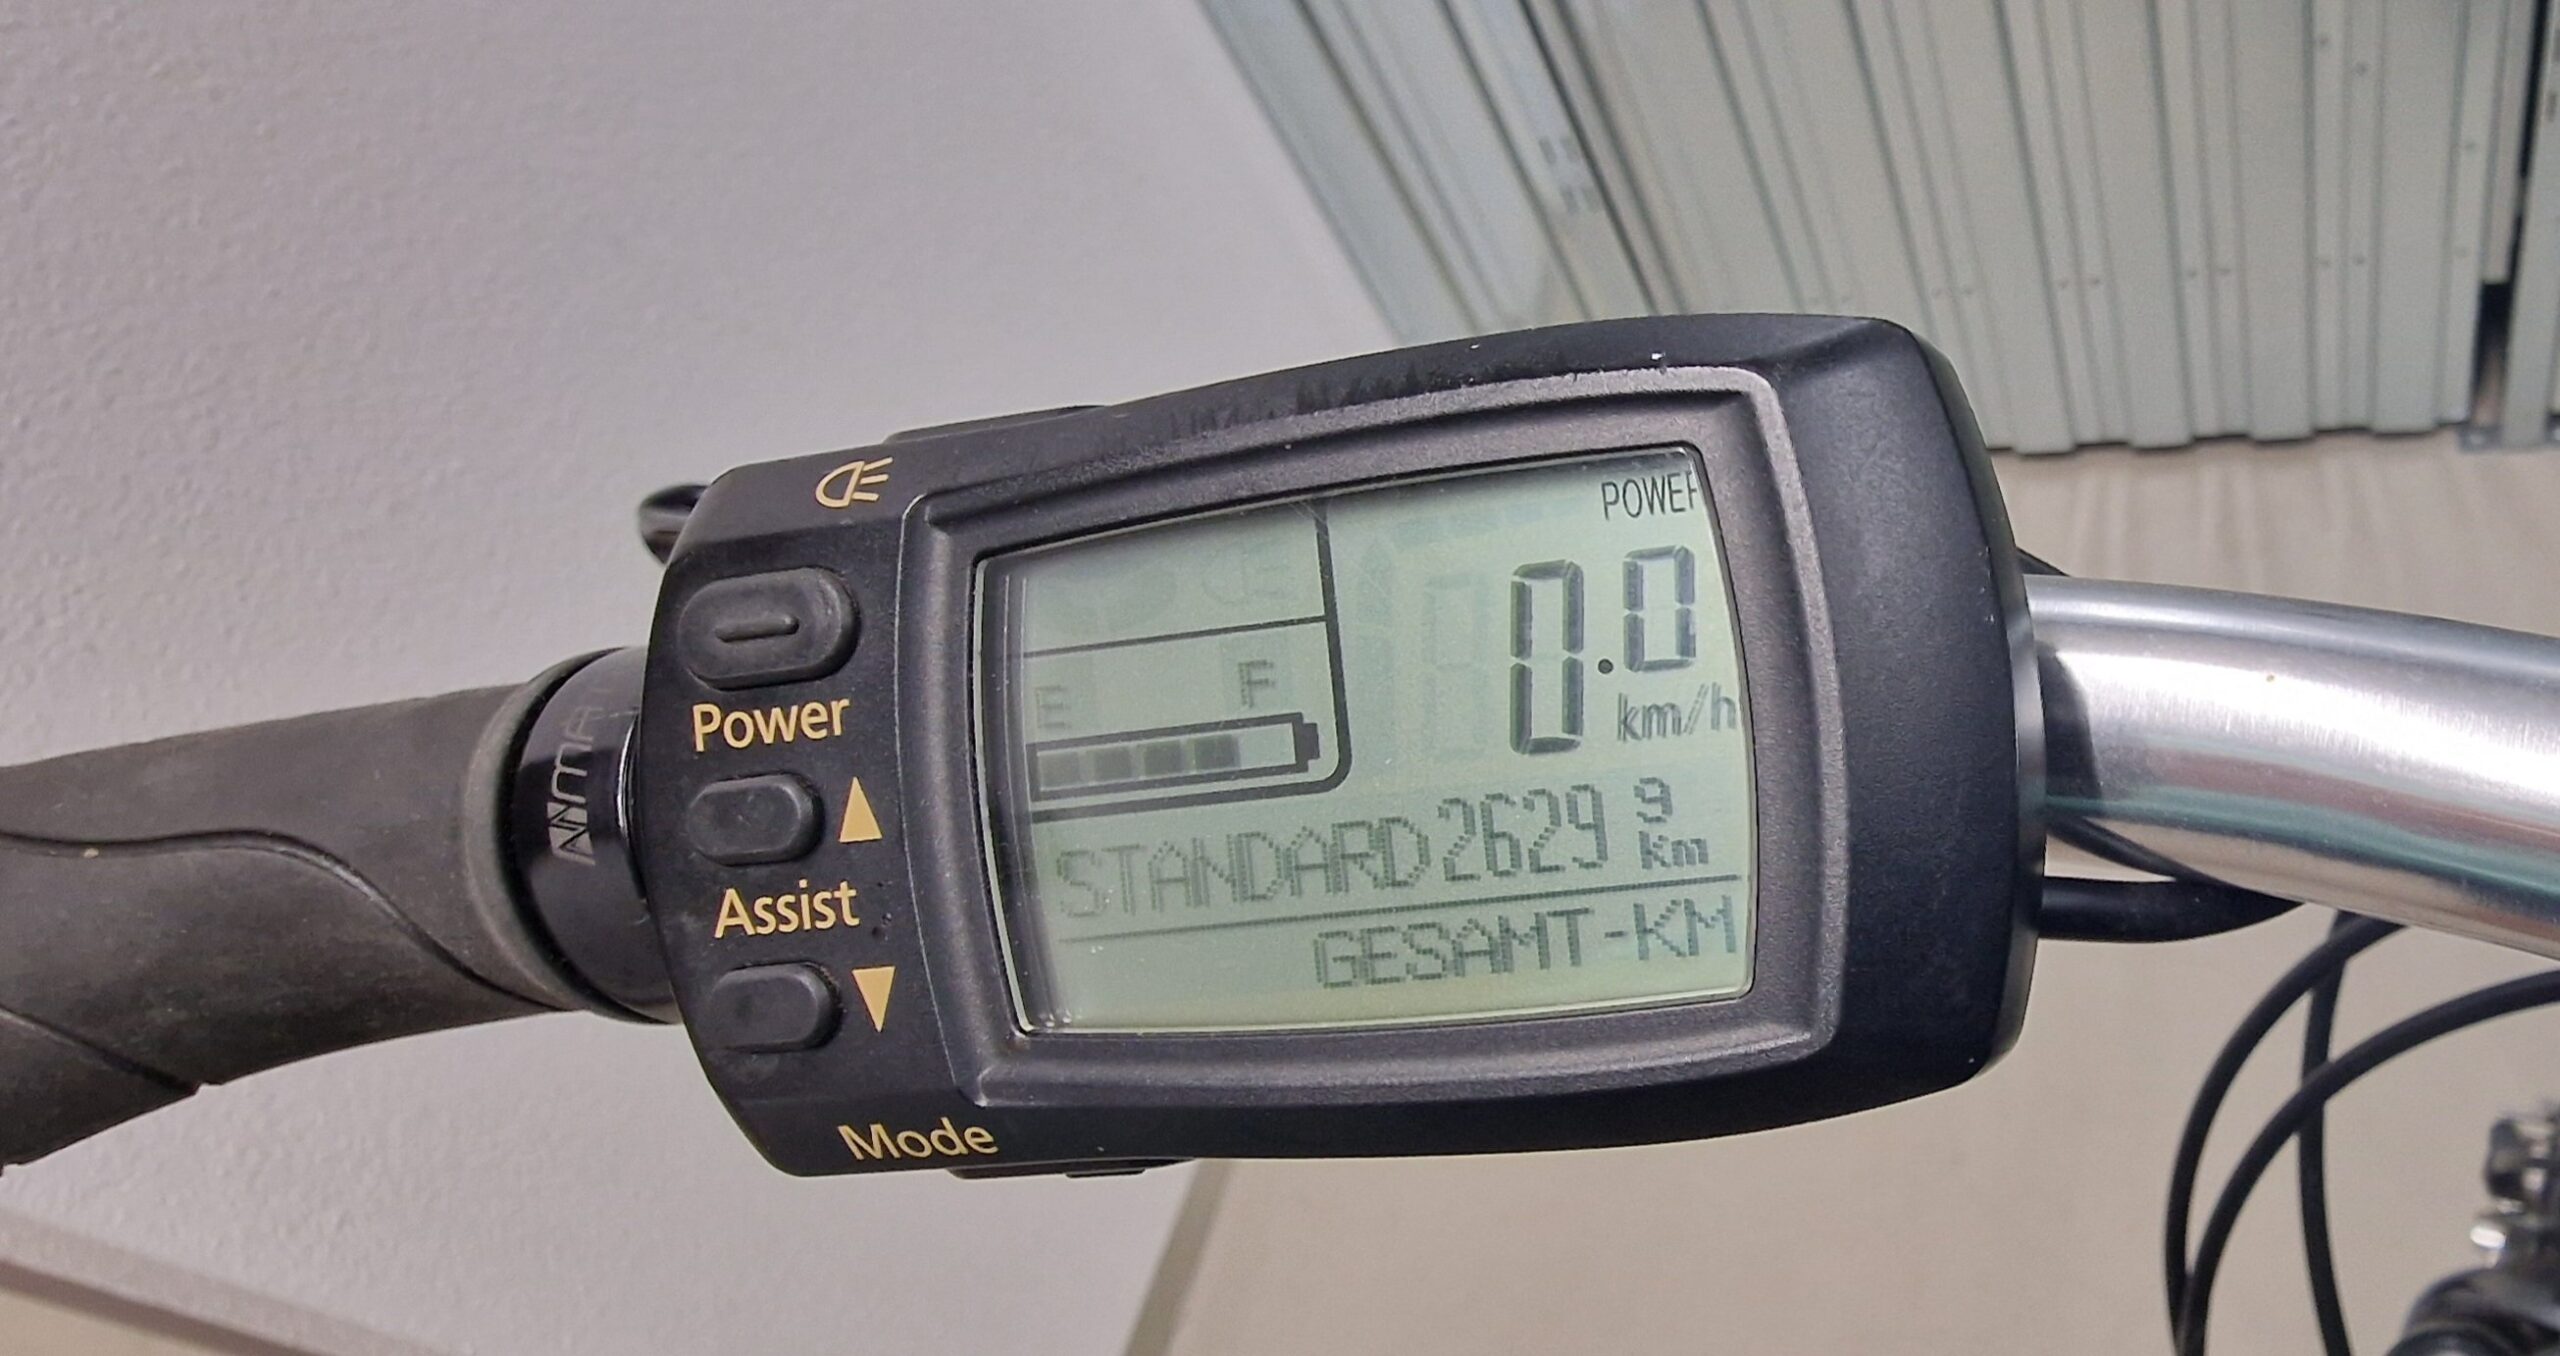 Power
Assist
Mode
POWER
0.0
km/h
E F
STANDARD 2629 9 Km
GESAMT-KM